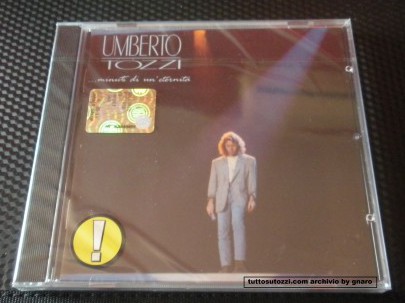 UMBERTO
TOZZI
...minuti di un'eternità
!
tuttosutozzi.com archivio by gnaro